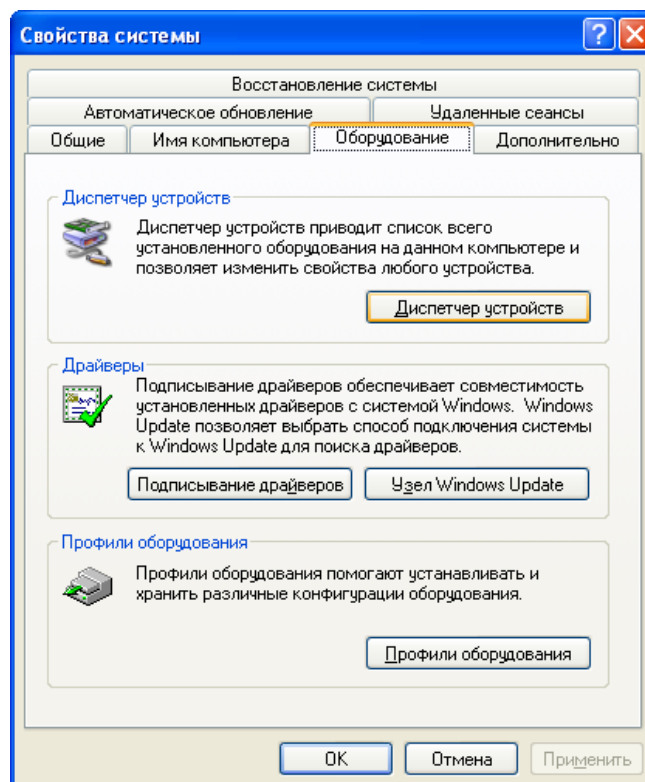 Свойства системы
Восстановление системы
Автоматическое обновление Удаленные сеансы
Общие Имя компьютера Оборудование Дополнительно
Диспетчер устройств
Диспетчер устройств приводит список всего
установленного оборудования на данном компьютере и
позволяет изменить свойства любого устройства.
Диспетчер устройств
Драйверы
Подписывание драйверов обеспечивает совместимость
установленных драйверов с системой Windows. Windows
Update позволяет выбрать способ подключения системы
к Windows Update для поиска драйверов.
Подписывание драйверов Узел Windows Update
Профили оборудования
Профили оборудования помогают устанавливать и
хранить различные конфигурации оборудования.
Профили оборудования
OK Отмена Применить